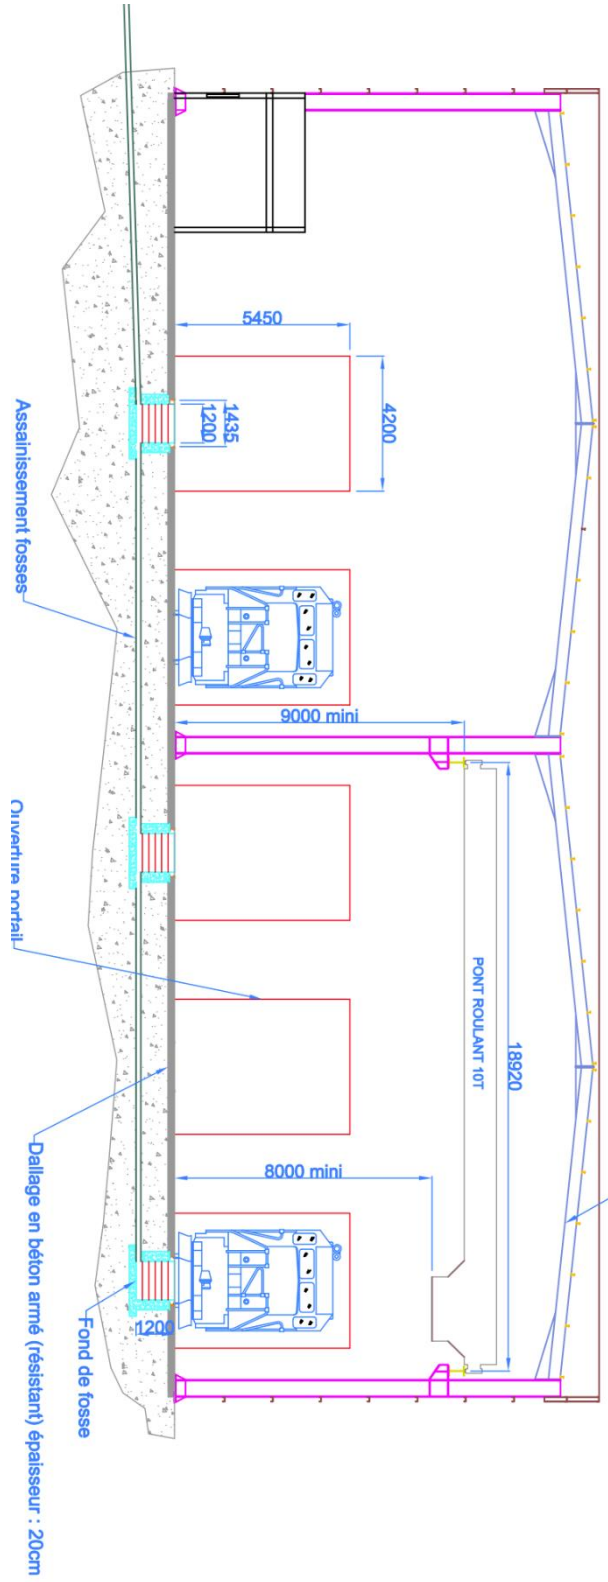 5450
4200
1435
1200
Assainissement fosses
9000 mini
Ouverture portail
PONT ROULANT 10T
18920
8000 mini
1200
Fond de fosse
Dallage en béton armé (résistant) épaisseur : 20cm